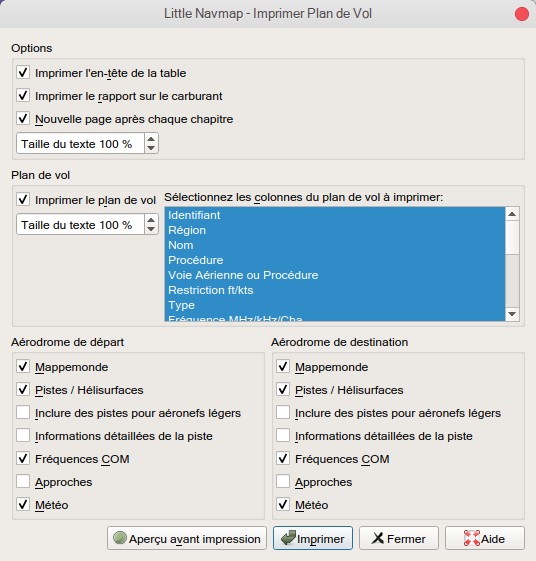 Little Navmap - Imprimer Plan de Vol
Options
Imprimer l'en-tête de la table
Imprimer le rapport sur le carburant
Nouvelle page après chaque chapitre
Taille du texte 100 %
Plan de vol
Imprimer le plan de vol
Sélectionnez les colonnes du plan de vol à imprimer:
Taille du texte 100 %
Identifiant
Région
Nom
Procédure
Voie Aérienne ou Procédure
Restriction ft/kts
Type
Fréquence MHz/kHz/Cha
Aérodrome de départ
Mappemonde
Pistes / Hélisurfaces
Inclure des pistes pour aéronefs légers
Informations détaillées de la piste
Fréquences COM
Approches
Météo
Aérodrome de destination
Mappemonde
Pistes / Hélisurfaces
Inclure des pistes pour aéronefs légers
Informations détaillées de la piste
Fréquences COM
Approches
Météo
Aperçu avant impression
Imprimer
Fermer
Aide